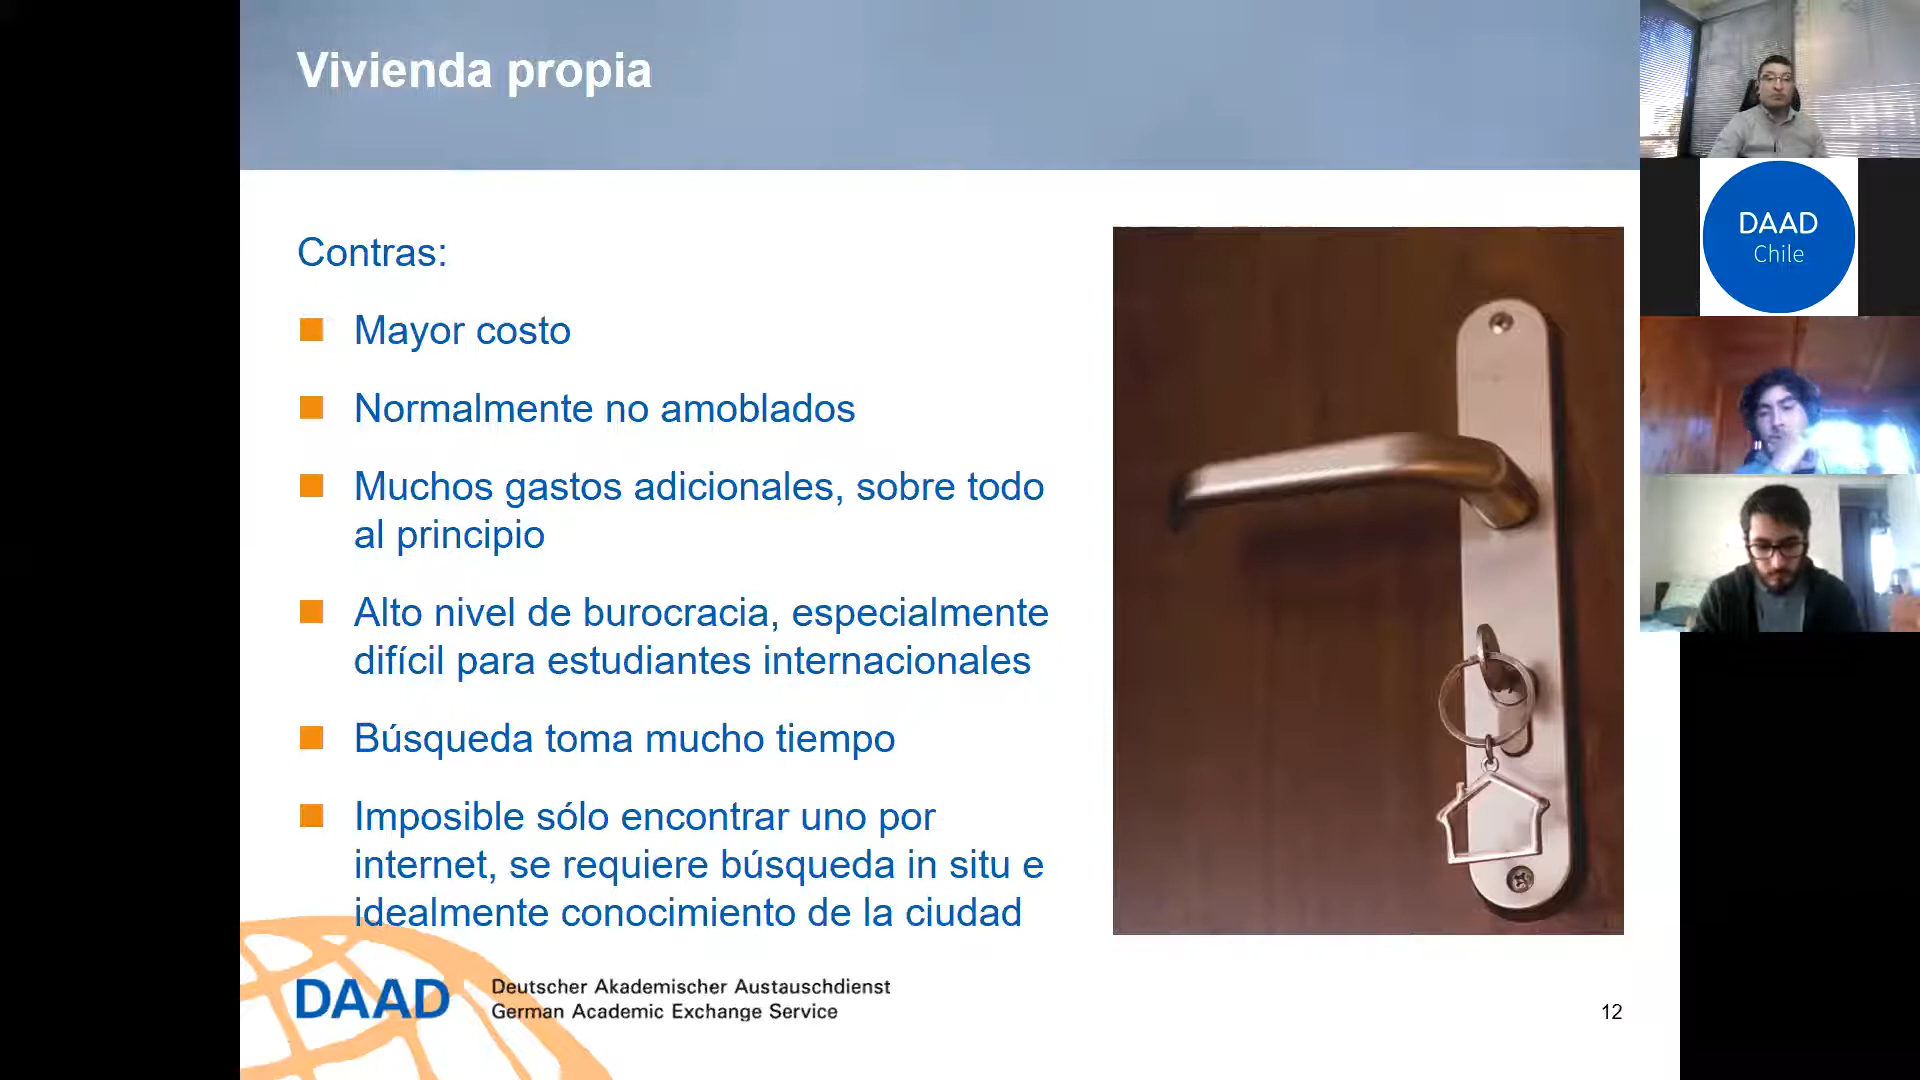 Vivienda propia
Contras:
Mayor costo
Normalmente no amoblados
Muchos gastos adicionales, sobre todo
al principio
Alto nivel de burocracia, especialmente
difícil para estudiantes internacionales
Búsqueda toma mucho tiempo
Imposible sólo encontrar uno por
internet, se requiere búsqueda in situ e
idealmente conocimiento de la ciudad
DAAD
Deutscher Akademischer Austauschdienst
German Academic Exchange Service
12
DAAD
Chile